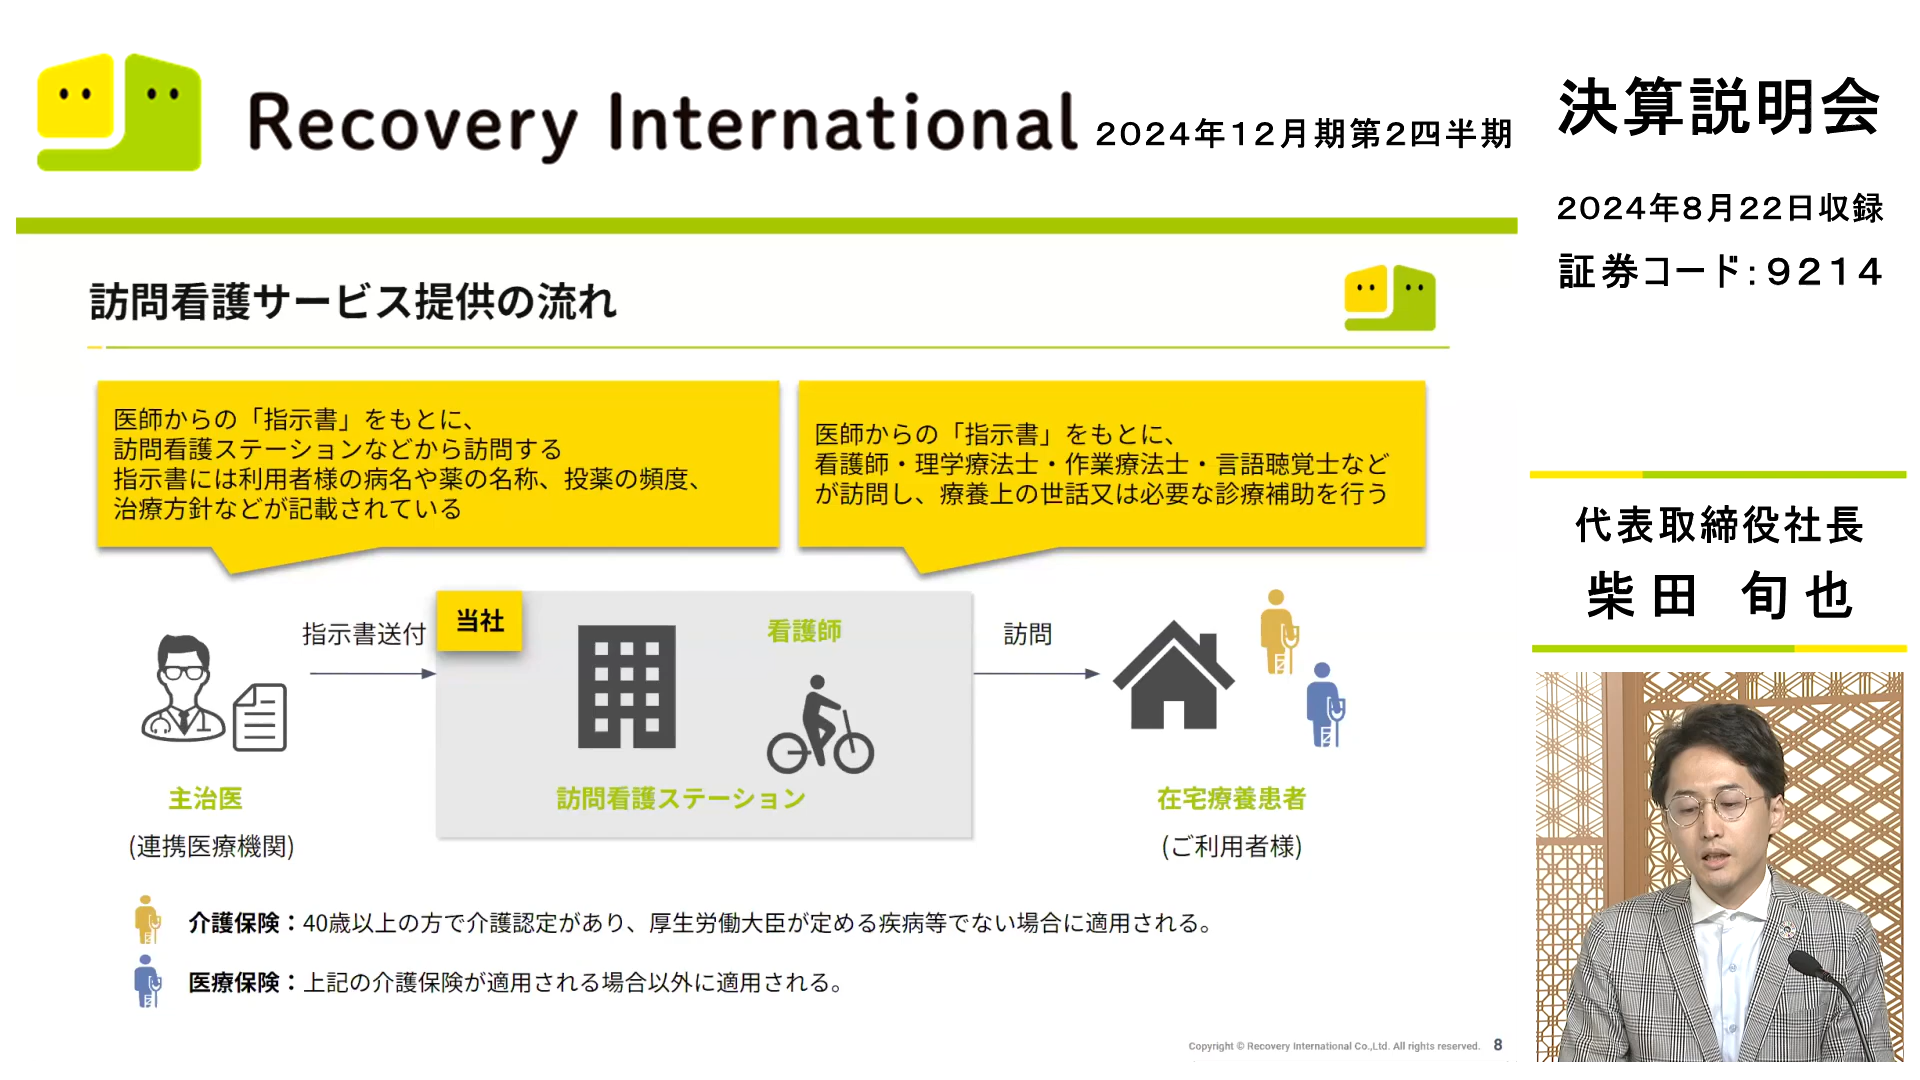 Recovery International
2024年12月期第2四半期
決算説明会
2024年8月22日収録
証券コード：9214
訪問看護サービス提供の流れ
医師からの「指示書」をもとに、
訪問看護ステーションなどから訪問する
指示書には利用者様の病名や薬の名称、投薬の頻度、
治療方針などが記載されている
医師からの「指示書」をもとに、
看護師・理学療法士・作業療法士・言語聴覚士など
が訪問し、療養上の世話又は必要な診療補助を行う
指示書送付
当社
看護師
訪問
主治医
(連携医療機関)
訪問看護ステーション
在宅療養患者
(ご利用者様)
介護保険：40歳以上の方で介護認定があり、厚生労働大臣が定める疾病等でない場合に適用される。
医療保険：上記の介護保険が適用される場合以外に適用される。
Copyright © Recovery International Co.,Ltd. All rights reserved. 8
代表取締役社長
柴田 旬也